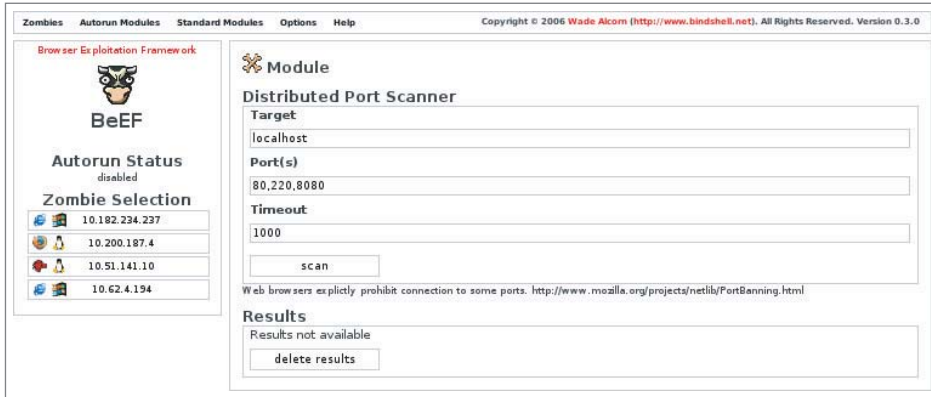 Zombies Autorun Modules Standard Modules Options Help
Copyright © 2006 Wade Alcorn (http://www.bindshell.net). All Rights Reserved. Version 0.3.0
Browser Exploitation Framework
BeEF
Autorun Status
disabled
Zombie Selection
10.182.234.237
10.200.187.4
10.51.141.10
10.62.4.194
Module
Distributed Port Scanner
Target
localhost
Port(s)
80,220,8080
Timeout
1000
scan
Web browsers explictly prohibit connection to some ports. http://www.mozilla.org/projects/netlib/PortBanning.html
Results
Results not available
delete results